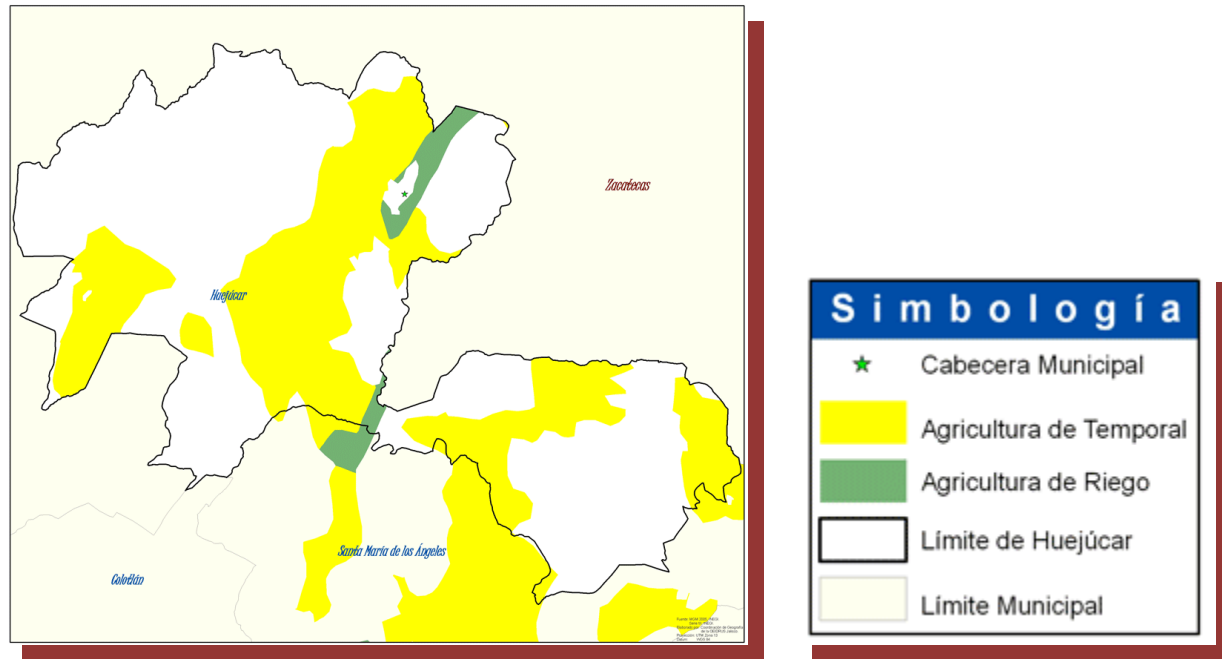 Zacatecas
Huejúcar
Santa María de los Ángeles
Colotlán
Simbología
Cabecera Municipal
Agricultura de Temporal
Agricultura de Riego
Límite de Huejúcar
Límite Municipal